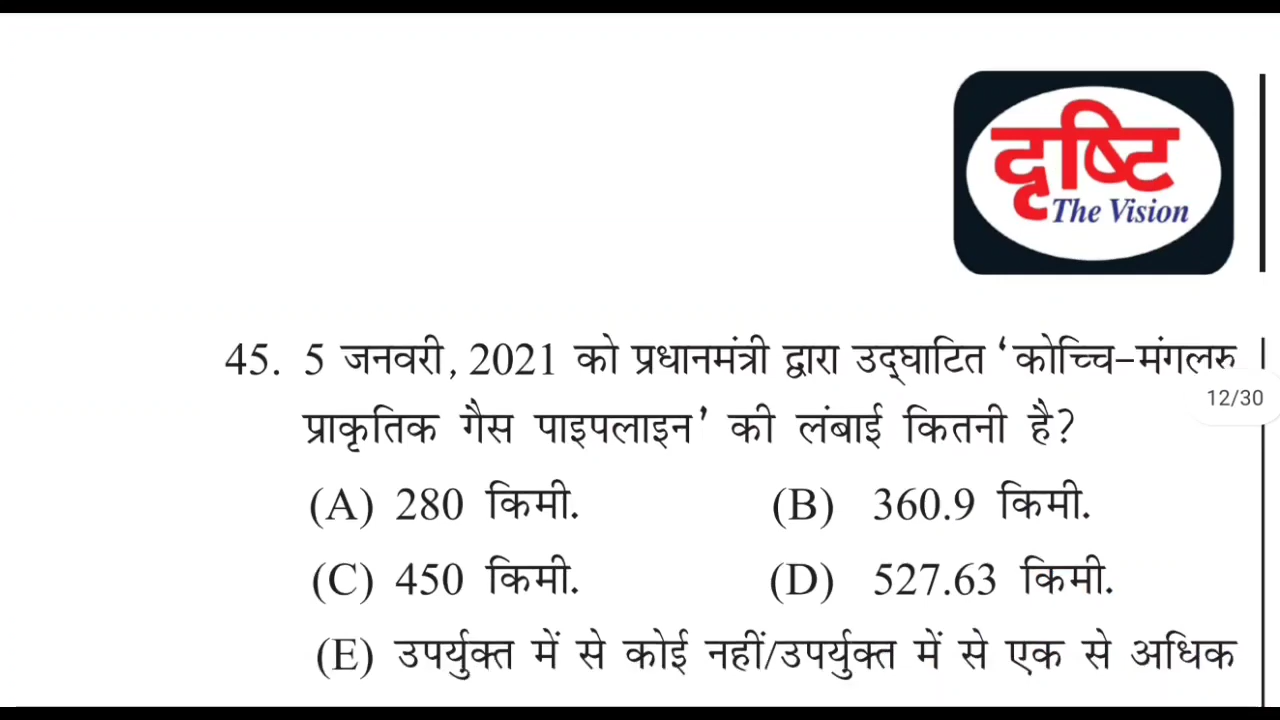 दृष्टि
The Vision
45. 5 जनवरी, 2021 को प्रधानमंत्री द्वारा उद्घाटित ‘कोच्चि-मंगलरु
12/30
प्राकृतिक गैस पाइपलाइन’ की लंबाई कितनी है?
(A) 280 किमी. (B) 360.9 किमी.
(C) 450 किमी. (D) 527.63 किमी.
(E) उपर्युक्त में से कोई नहीं/उपर्युक्त में से एक से अधिक